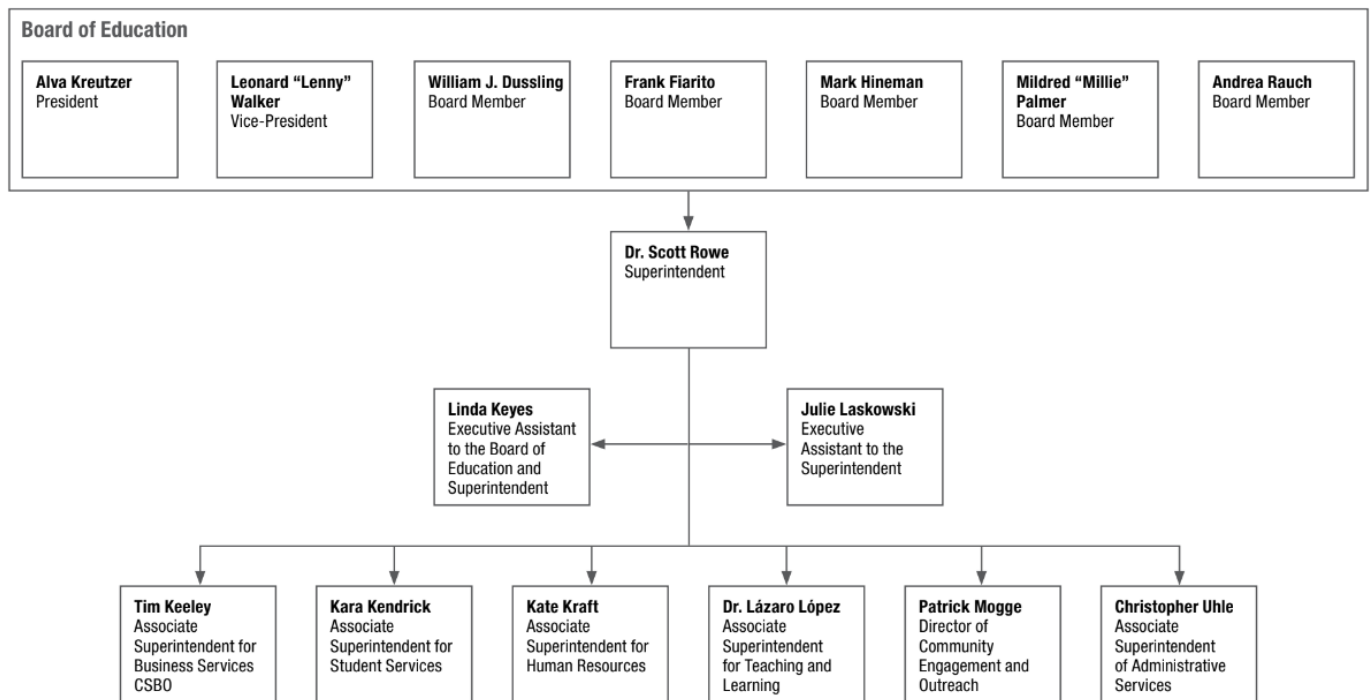 Board of Education
Alva Kreutzer
President
Leonard “Lenny”
Walker
Vice-President
William J. Dussling
Board Member
Frank Fiarito
Board Member
Mark Hineman
Board Member
Mildred “Millie”
Palmer
Board Member
Andrea Rauch
Board Member
Dr. Scott Rowe
Superintendent
Linda Keyes
Executive Assistant
to the Board of
Education and
Superintendent
Julie Laskowski
Executive
Assistant to the
Superintendent
Tim Keeley
Associate
Superintendent for
Business Services
CSBO
Kara Kendrick
Associate
Superintendent for
Student Services
Kate Kraft
Associate
Superintendent for
Human Resources
Dr. Lázaro López
Associate
Superintendent
for Teaching and
Learning
Patrick Mogge
Director of
Community
Engagement and
Outreach
Christopher Uhle
Associate
Superintendent
of Administrative
Services